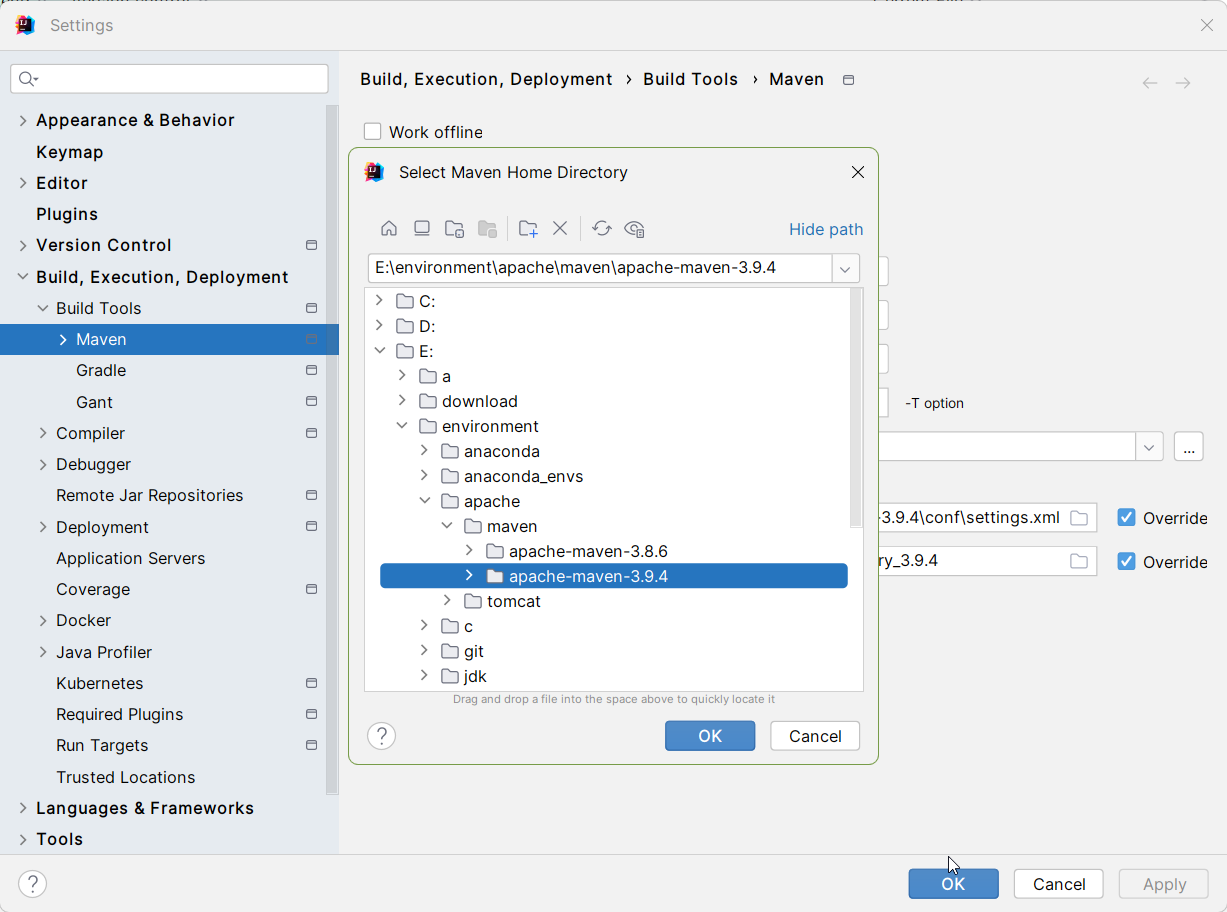 Settings
Build, Execution, Deployment › Build Tools › Maven
Appearance & Behavior
Keymap
Editor
Plugins
Version Control
Build, Execution, Deployment
Build Tools
Maven
Gradle
Gant
Compiler
Debugger
Remote Jar Repositories
Deployment
Application Servers
Coverage
Docker
Java Profiler
Kubernetes
Required Plugins
Run Targets
Trusted Locations
Languages & Frameworks
Tools
Work offline
Select Maven Home Directory
Hide path
E:\environment\apache\maven\apache-maven-3.9.4
C:
D:
E:
a
download
environment
anaconda
anaconda_envs
apache
maven
apache-maven-3.8.6
apache-maven-3.9.4
tomcat
c
git
jdk
Drag and drop a file into the space above to quickly locate it
? OK Cancel
-T option
...
-3.9.4\conf\settings.xml Override
ry_3.9.4 Override
? OK Cancel Apply